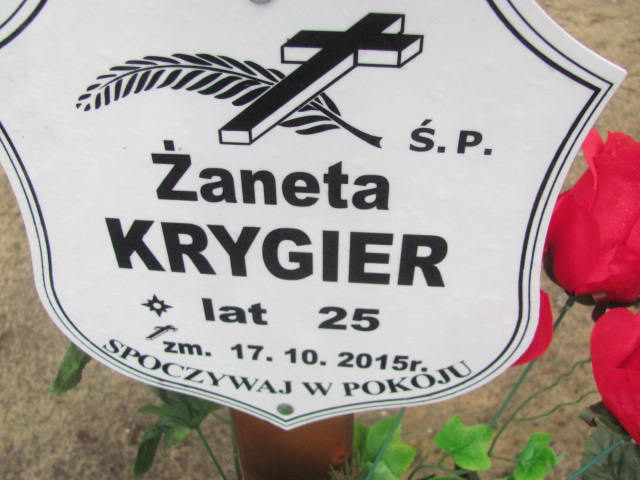 Ś.P.
Żaneta
KRYGIER
lat 25
zm. 17.10.2015r.
SPOCZYWAJ W POKOJU